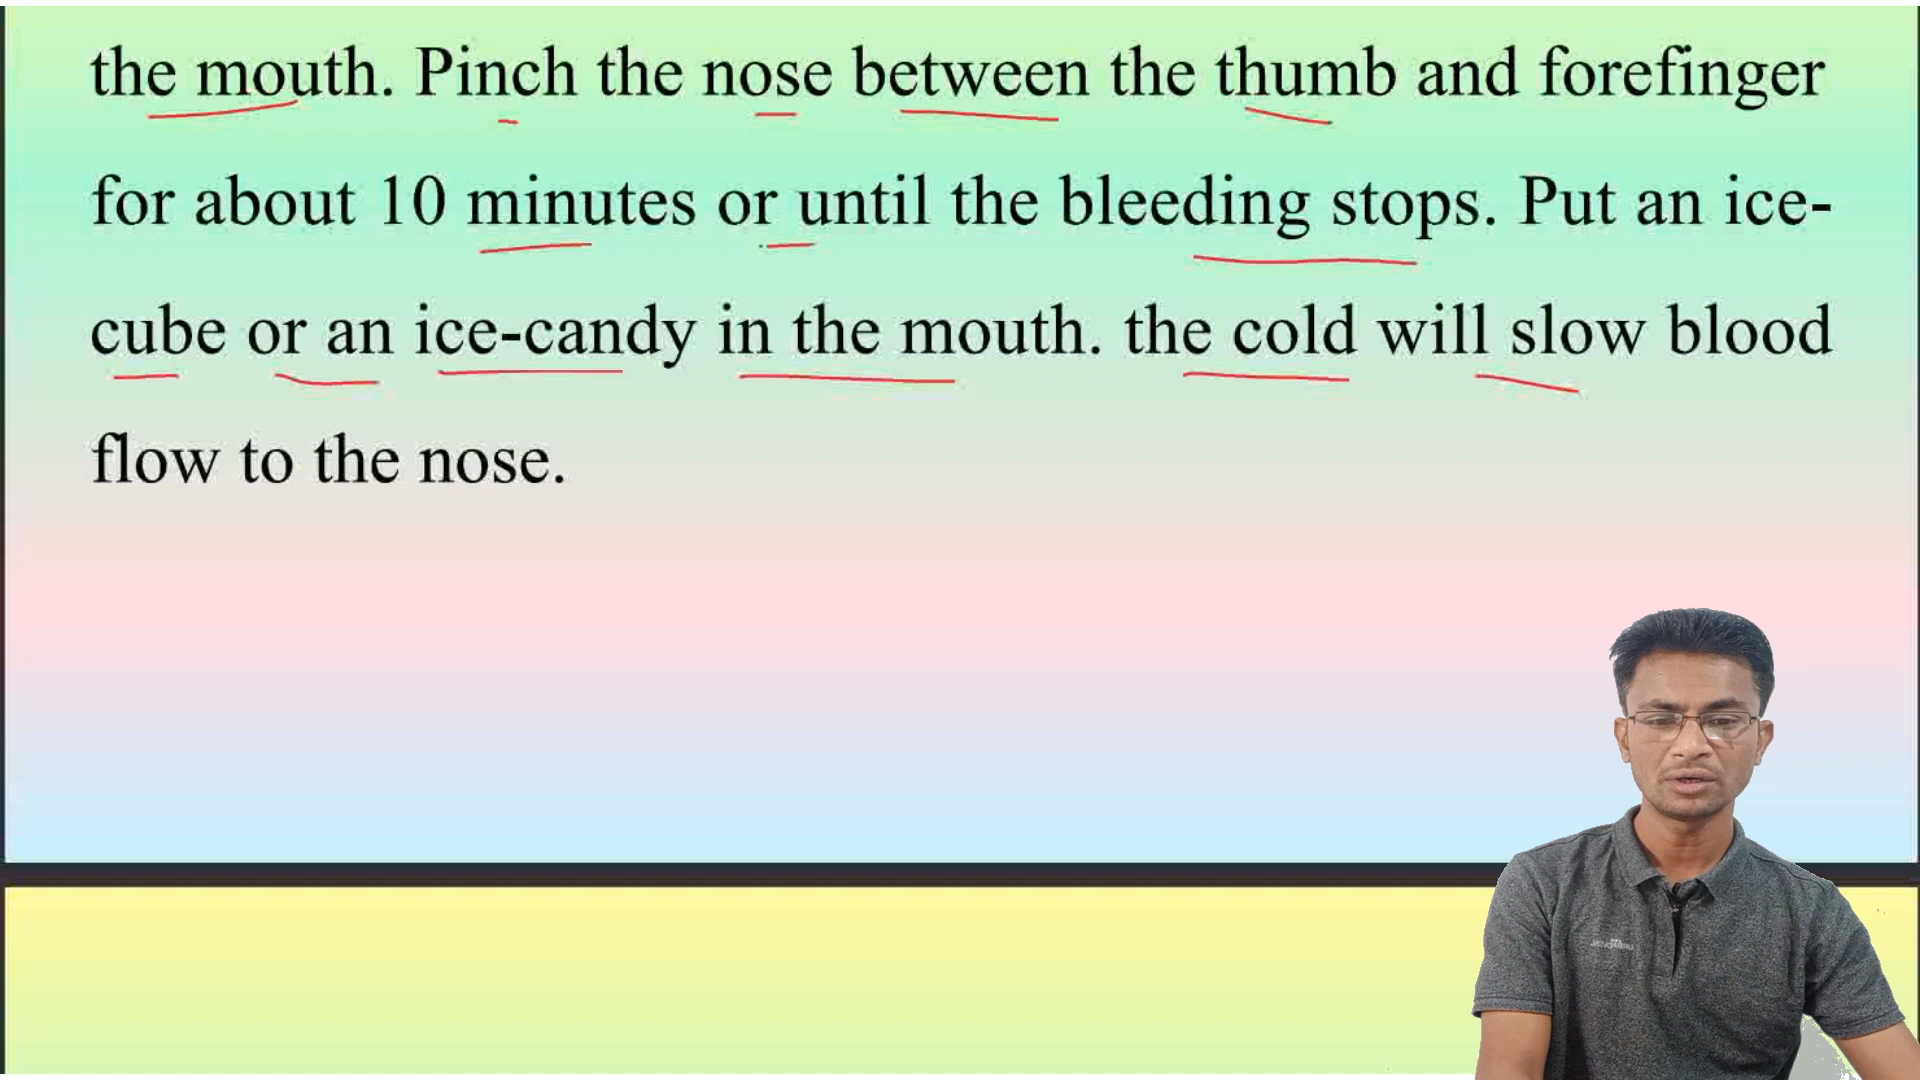 the mouth. Pinch the nose between the thumb and forefinger
for about 10 minutes or until the bleeding stops. Put an ice-
cube or an ice-candy in the mouth. the cold will slow blood
flow to the nose.